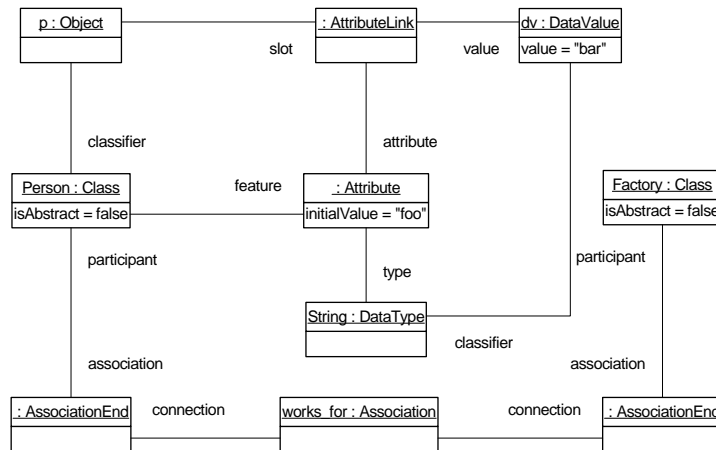 p : Object
: AttributeLink
dv : DataValue
value = "bar"
slot
value
classifier
attribute
Person : Class
isAbstract = false
feature
: Attribute
initialValue = "foo"
Factory : Class
isAbstract = false
participant
type
participant
String : DataType
classifier
association
association
: AssociationEnd
connection
works_for : Association
connection
: AssociationEnd